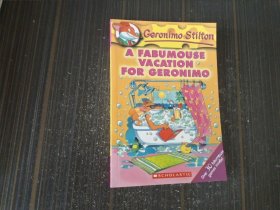 Geronimo Stilton
A FABUMOUSE
VACATION
FOR GERONIMO
SCHOLASTIC